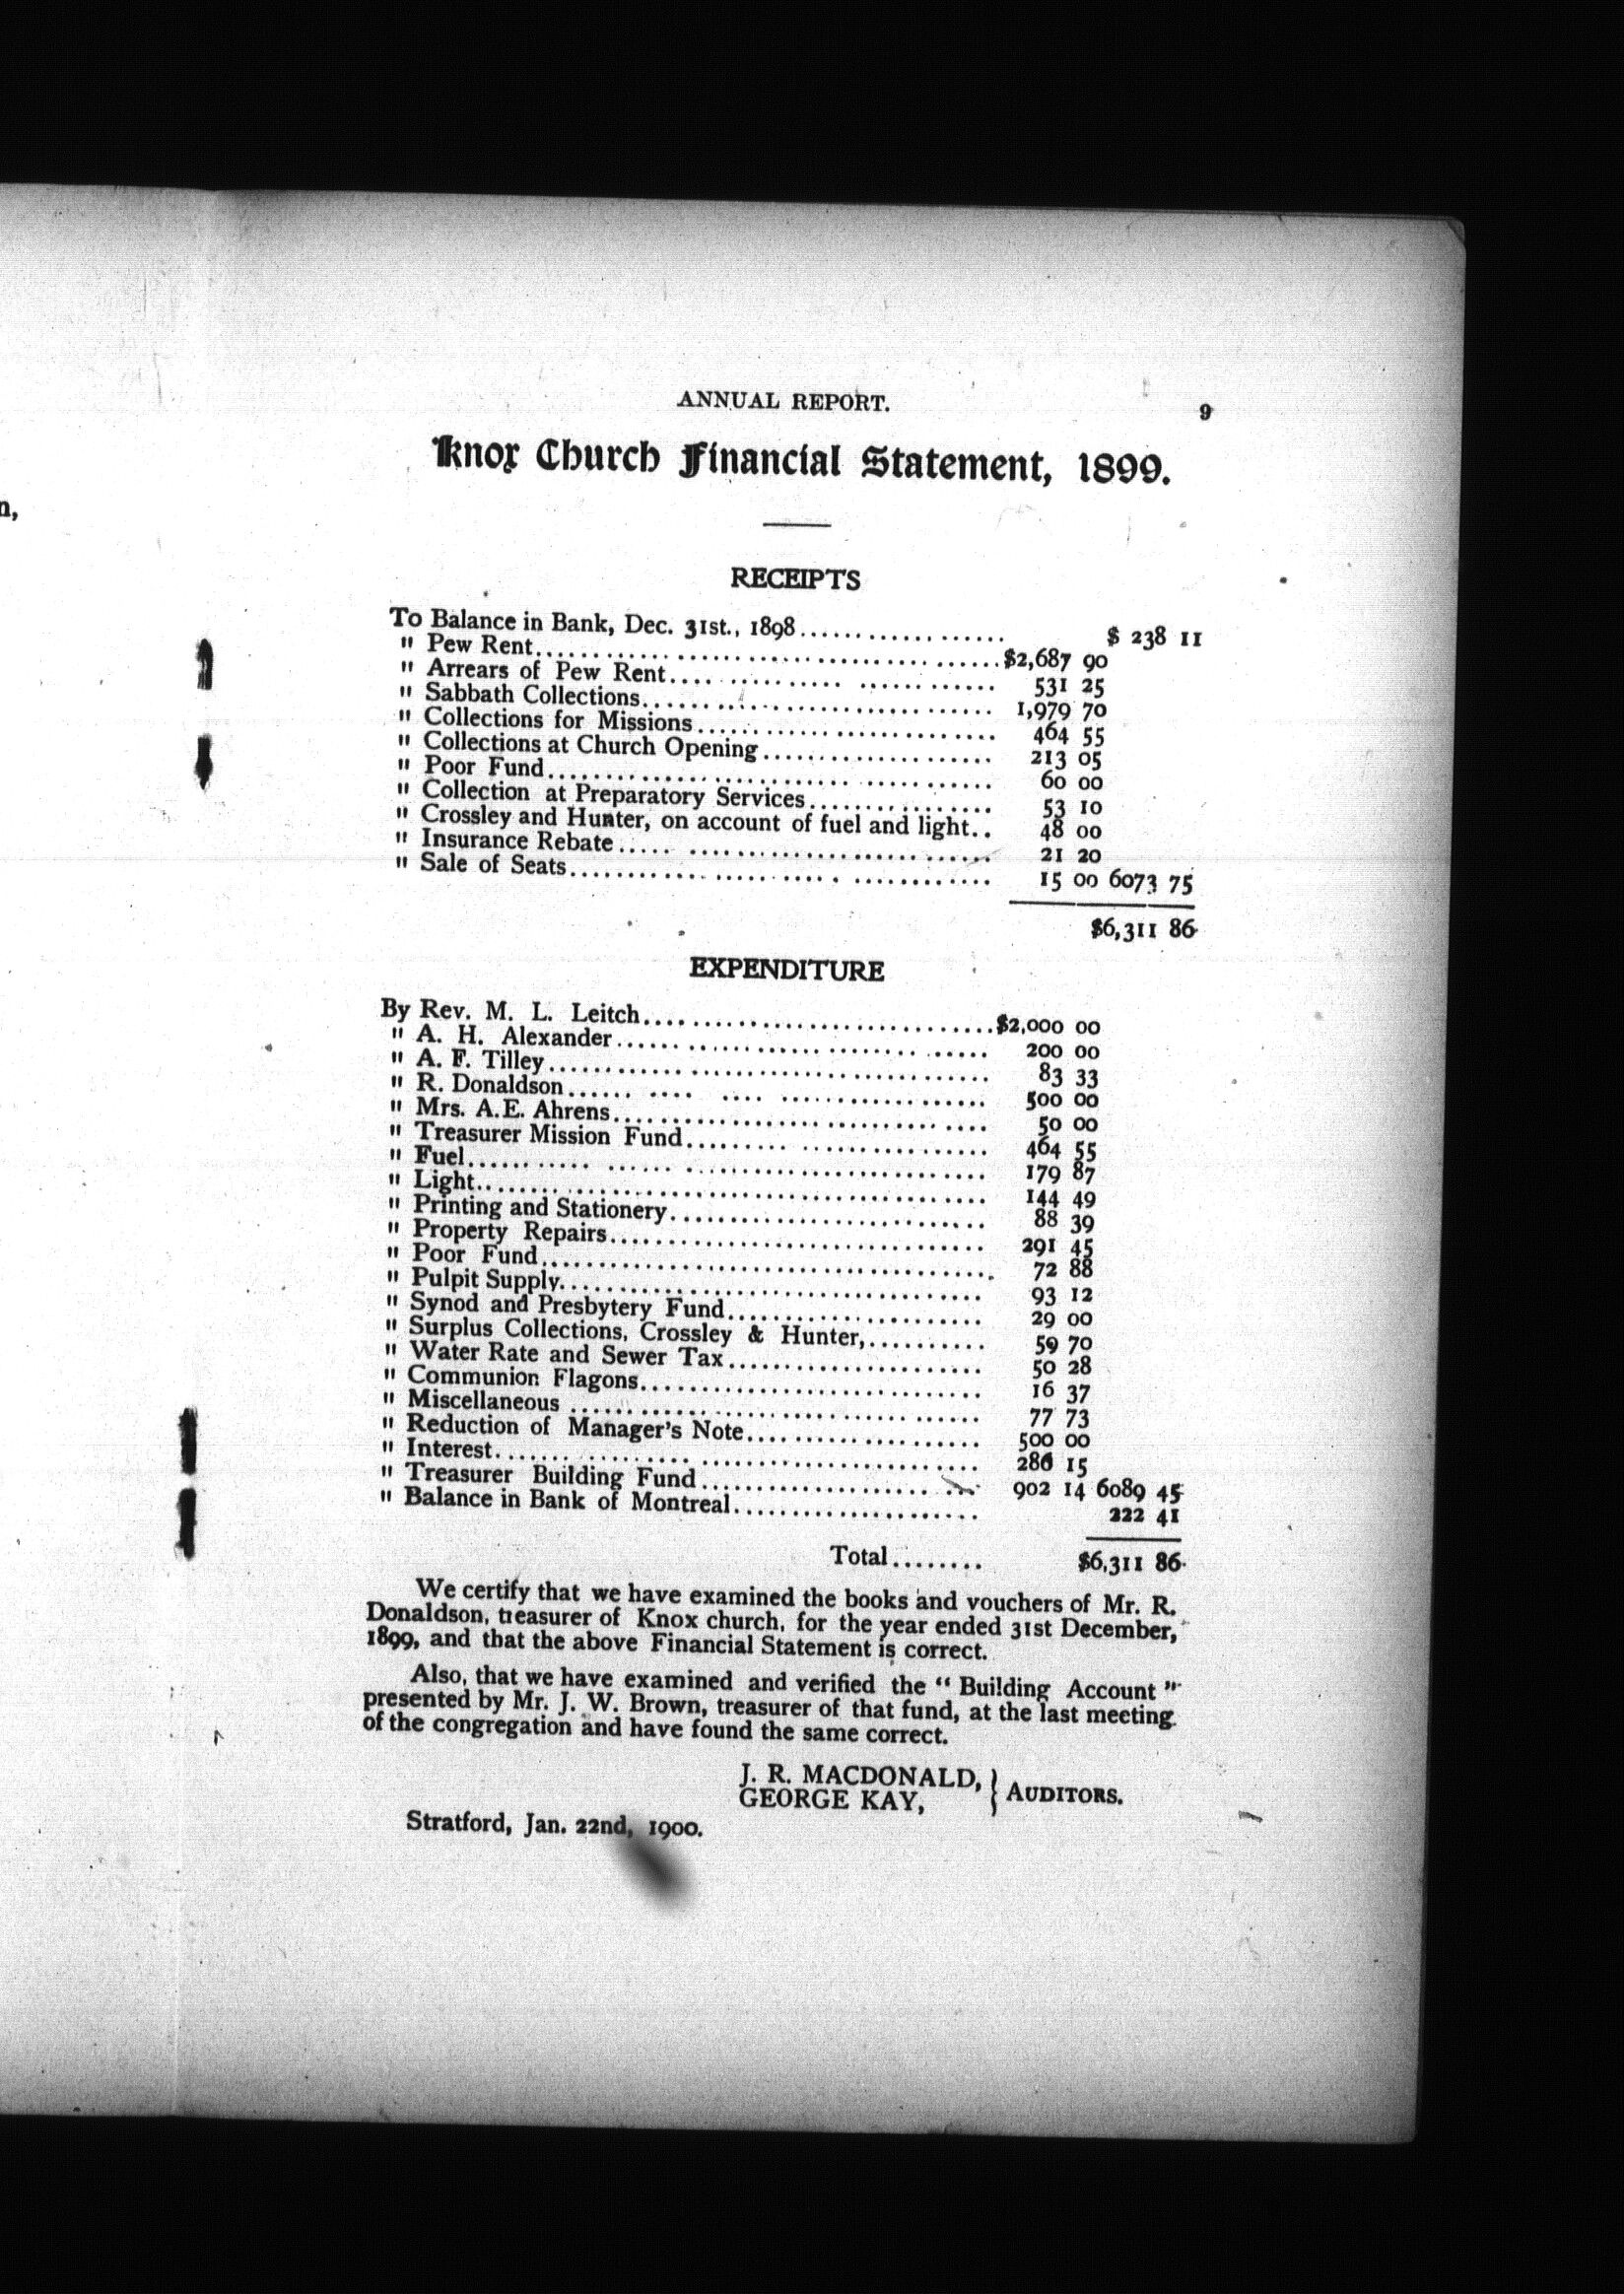 n,
ANNUAL REPORT. 9
Knox Church Financial Statement, 1899.
RECEIPTS
To Balance in Bank, Dec. 31st., 1898.................... $ 238 11
" Pew Rent.......................................$2,687 90
" Arrears of Pew Rent............................ 531 25
" Sabbath Collections............................ 1,979 70
" Collections for Missions....................... 464 55
" Collections at Church Opening.................. 213 05
" Poor Fund...................................... 60 00
" Collection at Preparatory Services............. 53 10
" Crossley and Hunter, on account of fuel and light.. 48 00
" Insurance Rebate............................... 21 20
" Sale of Seats.................................. 15 00 6073 75
$6,311 86
EXPENDITURE
By Rev. M. L. Leitch..............................$2,000 00
" A. H. Alexander................................ 200 00
" A. F. Tilley................................... 83 33
" R. Donaldson................................... 500 00
" Mrs. A.E. Ahrens............................... 50 00
" Treasurer Mission Fund......................... 464 55
" Fuel........................................... 179 87
" Light.......................................... 144 49
" Printing and Stationery........................ 88 39
" Property Repairs............................... 291 45
" Poor Fund...................................... 72 88
" Pulpit Supply.................................. 93 12
" Synod and Presbytery Fund...................... 29 00
" Surplus Collections, Crossley & Hunter,........... 59 70
" Water Rate and Sewer Tax....................... 50 28
" Communion Flagons.............................. 16 37
" Miscellaneous ................................. 77 73
" Reduction of Manager's Note.................... 500 00
" Interest....................................... 286 15
" Treasurer Building Fund........................ 902 14 6089 45
" Balance in Bank of Montreal.................... 222 41
Total........ $6,311 86
We certify that we have examined the books and vouchers of Mr. R.
Donaldson, treasurer of Knox church, for the year ended 31st December,
1899, and that the above Financial Statement is correct.
Also, that we have examined and verified the "Building Account"
presented by Mr. J. W. Brown, treasurer of that fund, at the last meeting
of the congregation and have found the same correct.
J. R. MACDONALD,
GEORGE KAY, } AUDITORS.
Stratford, Jan. 22nd, 1900.